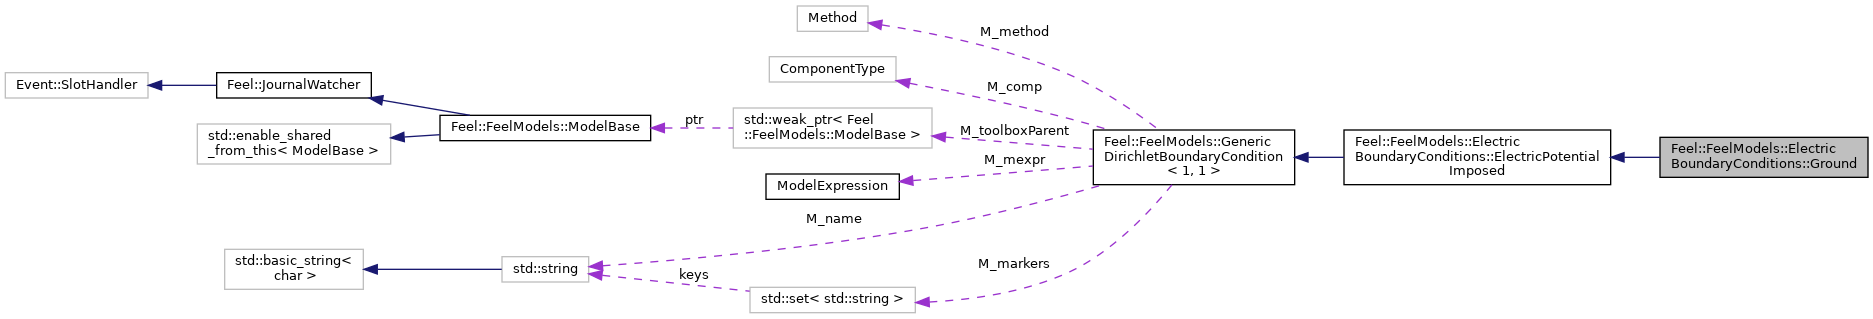 Method
M_method
ComponentType
M_comp
Event::SlotHandler
Feel::JournalWatcher
std::enable_shared
_from_this< ModelBase >
Feel::FeelModels::ModelBase
ptr
std::weak_ptr< Feel
::FeelModels::ModelBase >
M_toolboxParent
M_mexpr
ModelExpression
Feel::FeelModels::Generic
DirichletBoundaryCondition
< 1, 1 >
Feel::FeelModels::Electric
BoundaryConditions::ElectricPotential
Imposed
Feel::FeelModels::Electric
BoundaryConditions::Ground
M_name
std::basic_string<
char >
std::string
keys
M_markers
std::set< std::string >